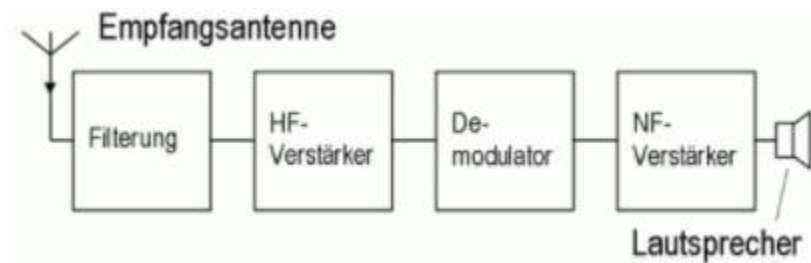 Empfangsantenne
Filterung
HF-
Verstärker
De-
modulator
NF-
Verstärker
Lautsprecher